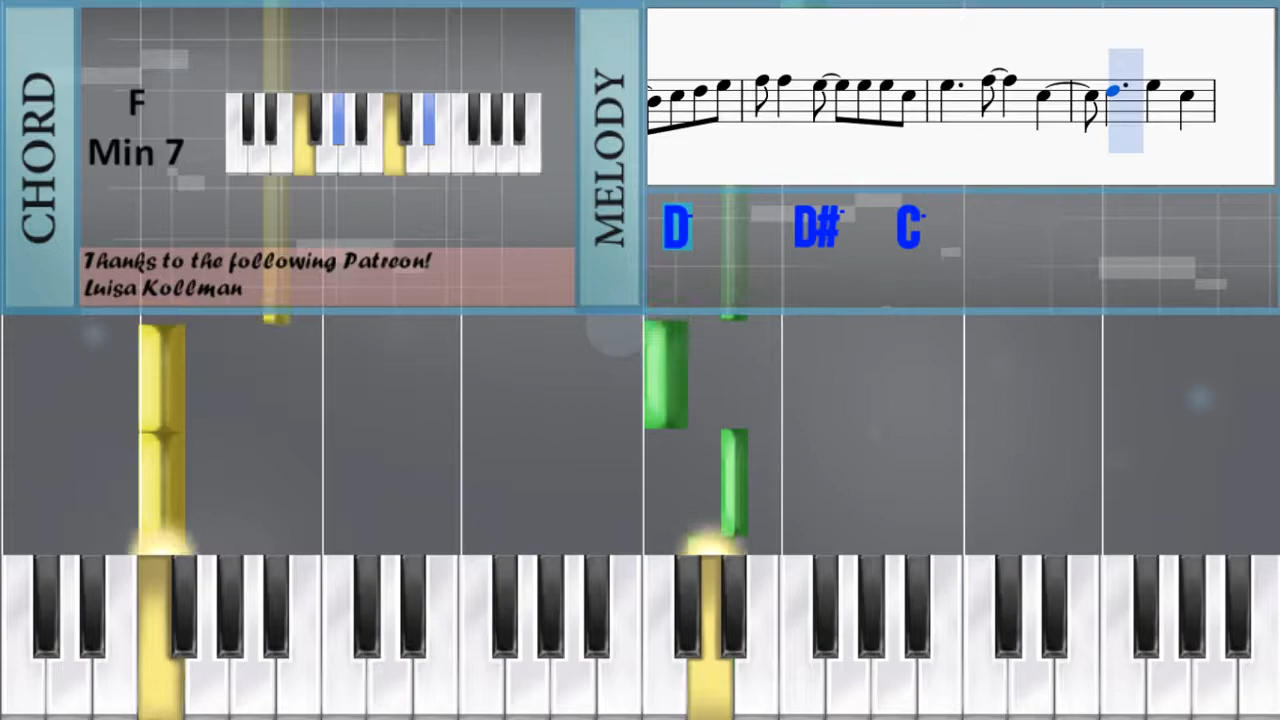 CHORD
F
Min 7
Thanks to the following Patreon!
Luisa Kollman
MELODY
D D# C